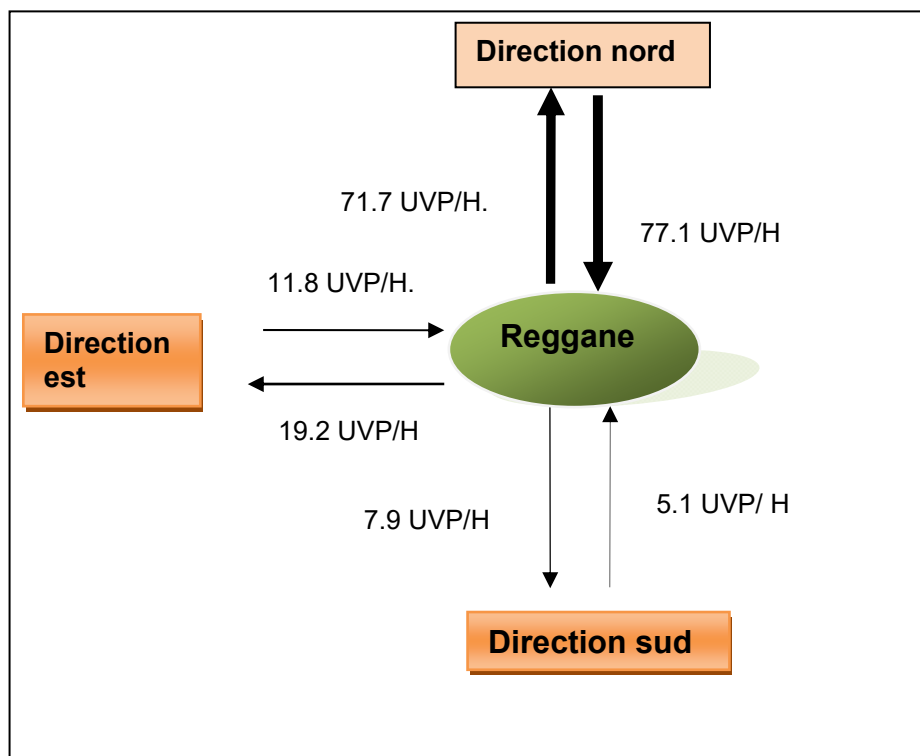 Direction nord
71.7 UVP/H.
77.1 UVP/H
11.8 UVP/H.
Direction
est
Reggane
19.2 UVP/H
7.9 UVP/H
5.1 UVP/ H
Direction sud